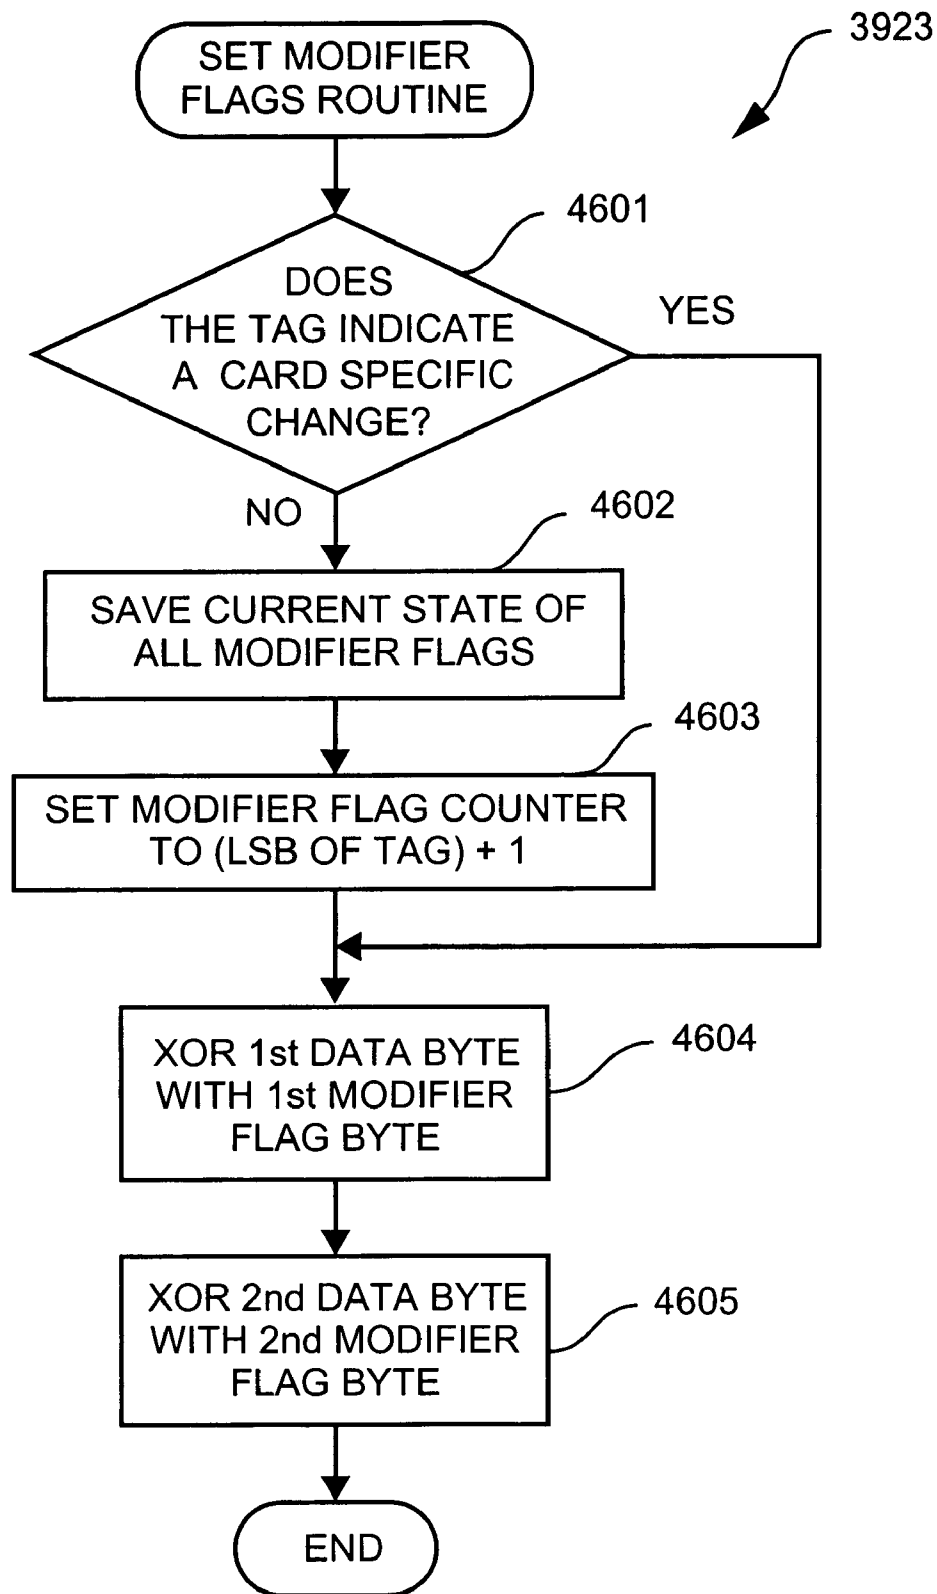 3923
SET MODIFIER
FLAGS ROUTINE
4601
DOES
THE TAG INDICATE
A CARD SPECIFIC
CHANGE?
YES
NO
4602
SAVE CURRENT STATE OF
ALL MODIFIER FLAGS
4603
SET MODIFIER FLAG COUNTER
TO (LSB OF TAG) + 1
4604
XOR 1st DATA BYTE
WITH 1st MODIFIER
FLAG BYTE
4605
XOR 2nd DATA BYTE
WITH 2nd MODIFIER
FLAG BYTE
END